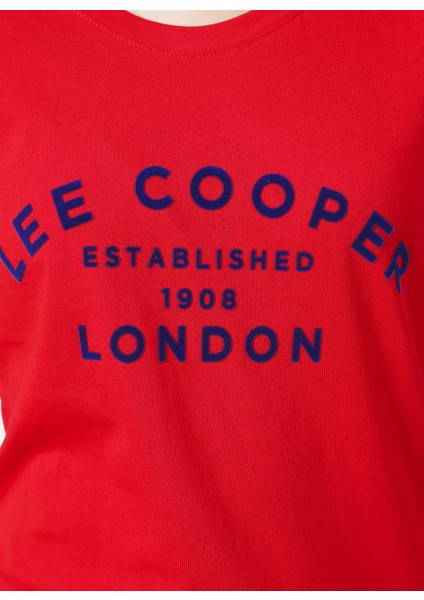 LEE COOPER
ESTABLISHED
1908
LONDON